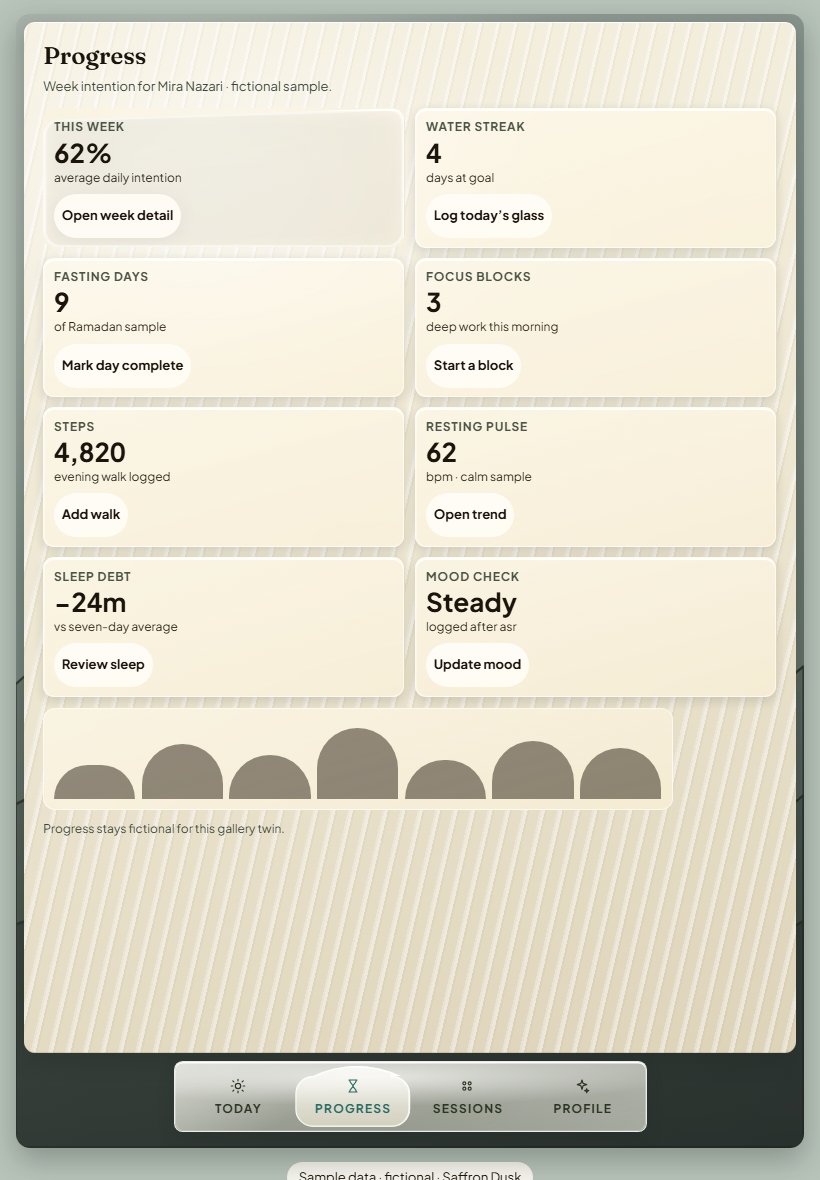 Progress
Week intention for Mira Nazari · fictional sample.
THIS WEEK
62%
average daily intention
Open week detail
WATER STREAK
4
days at goal
Log today’s glass
FASTING DAYS
9
of Ramadan sample
Mark day complete
FOCUS BLOCKS
3
deep work this morning
Start a block
STEPS
4,820
evening walk logged
Add walk
RESTING PULSE
62
bpm · calm sample
Open trend
SLEEP DEBT
−24m
vs seven-day average
Review sleep
MOOD CHECK
Steady
logged after asr
Update mood
Progress stays fictional for this gallery twin.
TODAY
PROGRESS
SESSIONS
PROFILE
Sample data · fictional · Saffron Dusk